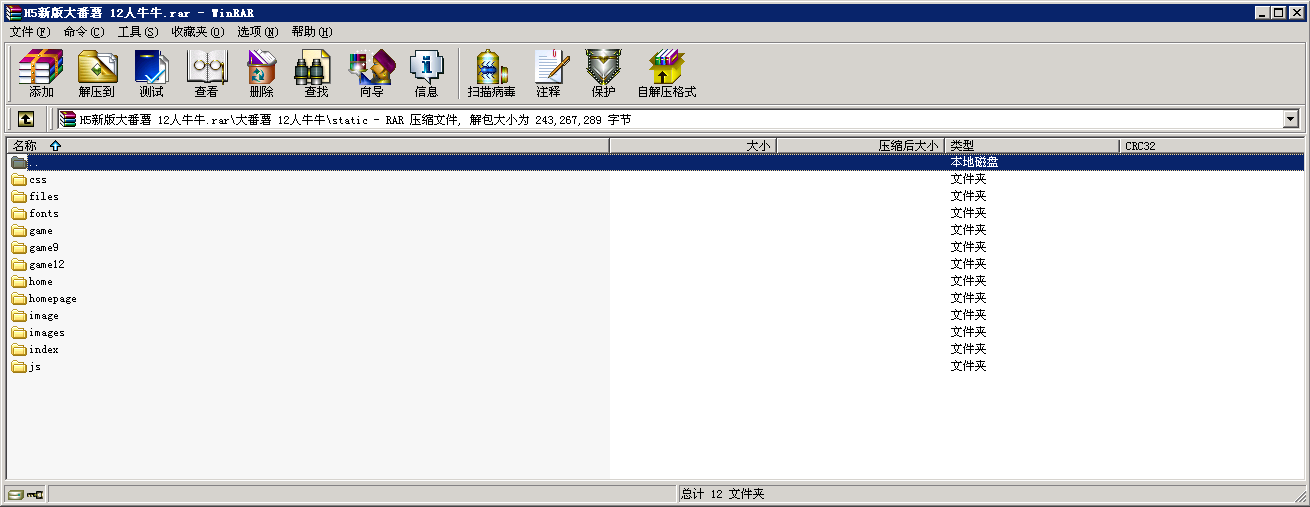 H5新版大番薯 12人牛牛.rar - WinRAR
文件(F) 命令(C) 工具(S) 收藏夹(O) 选项(N) 帮助(H)
添加 解压到 测试 查看 删除 查找 向导 信息 扫描病毒 注释 保护 自解压格式
H5新版大番薯 12人牛牛.rar\大番薯 12人牛牛\static - RAR 压缩文件, 解包大小为 243,267,289 字节
名称 大小 压缩后大小 类型 CRC32
.. 本地磁盘
css 文件夹
files 文件夹
fonts 文件夹
game 文件夹
game9 文件夹
game12 文件夹
home 文件夹
homepage 文件夹
image 文件夹
images 文件夹
index 文件夹
js 文件夹
总计 12 文件夹